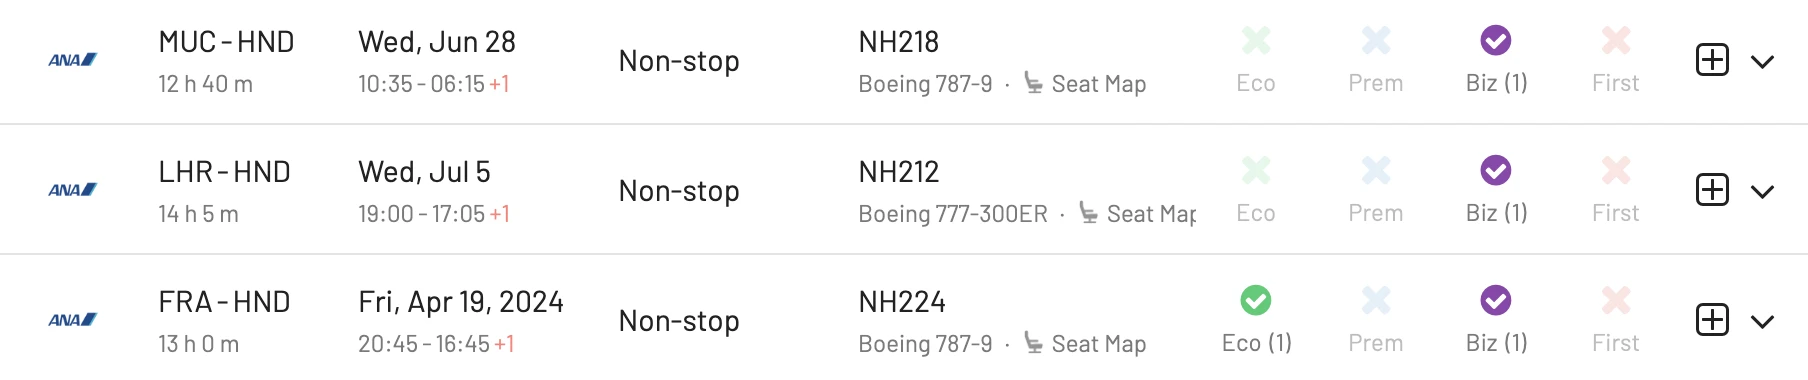 ANA MUC - HND Wed, Jun 28 Non-stop NH218
12 h 40 m 10:35 - 06:15 +1 Boeing 787-9 · Seat Map Eco Prem Biz (1) First
ANA LHR - HND Wed, Jul 5 Non-stop NH212
14 h 5 m 19:00 - 17:05 +1 Boeing 777-300ER · Seat Map Eco Prem Biz (1) First
ANA FRA - HND Fri, Apr 19, 2024 Non-stop NH224
13 h 0 m 20:45 - 16:45 +1 Boeing 787-9 · Seat Map Eco (1) Prem Biz (1) First